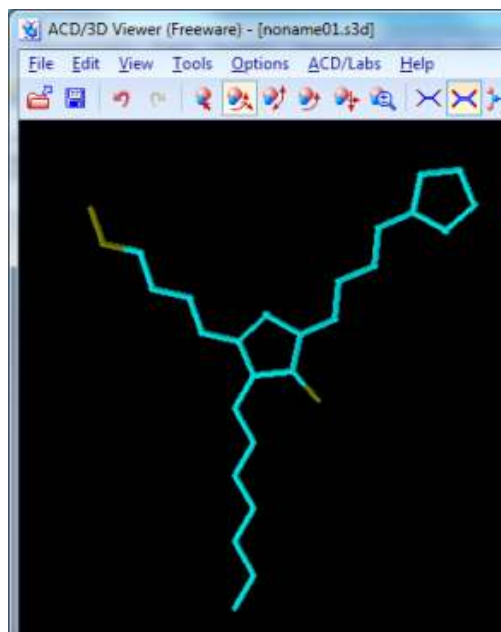 ACD/3D Viewer (Freeware) - [noname01.s3d]
File Edit View Tools Options ACD/Labs Help